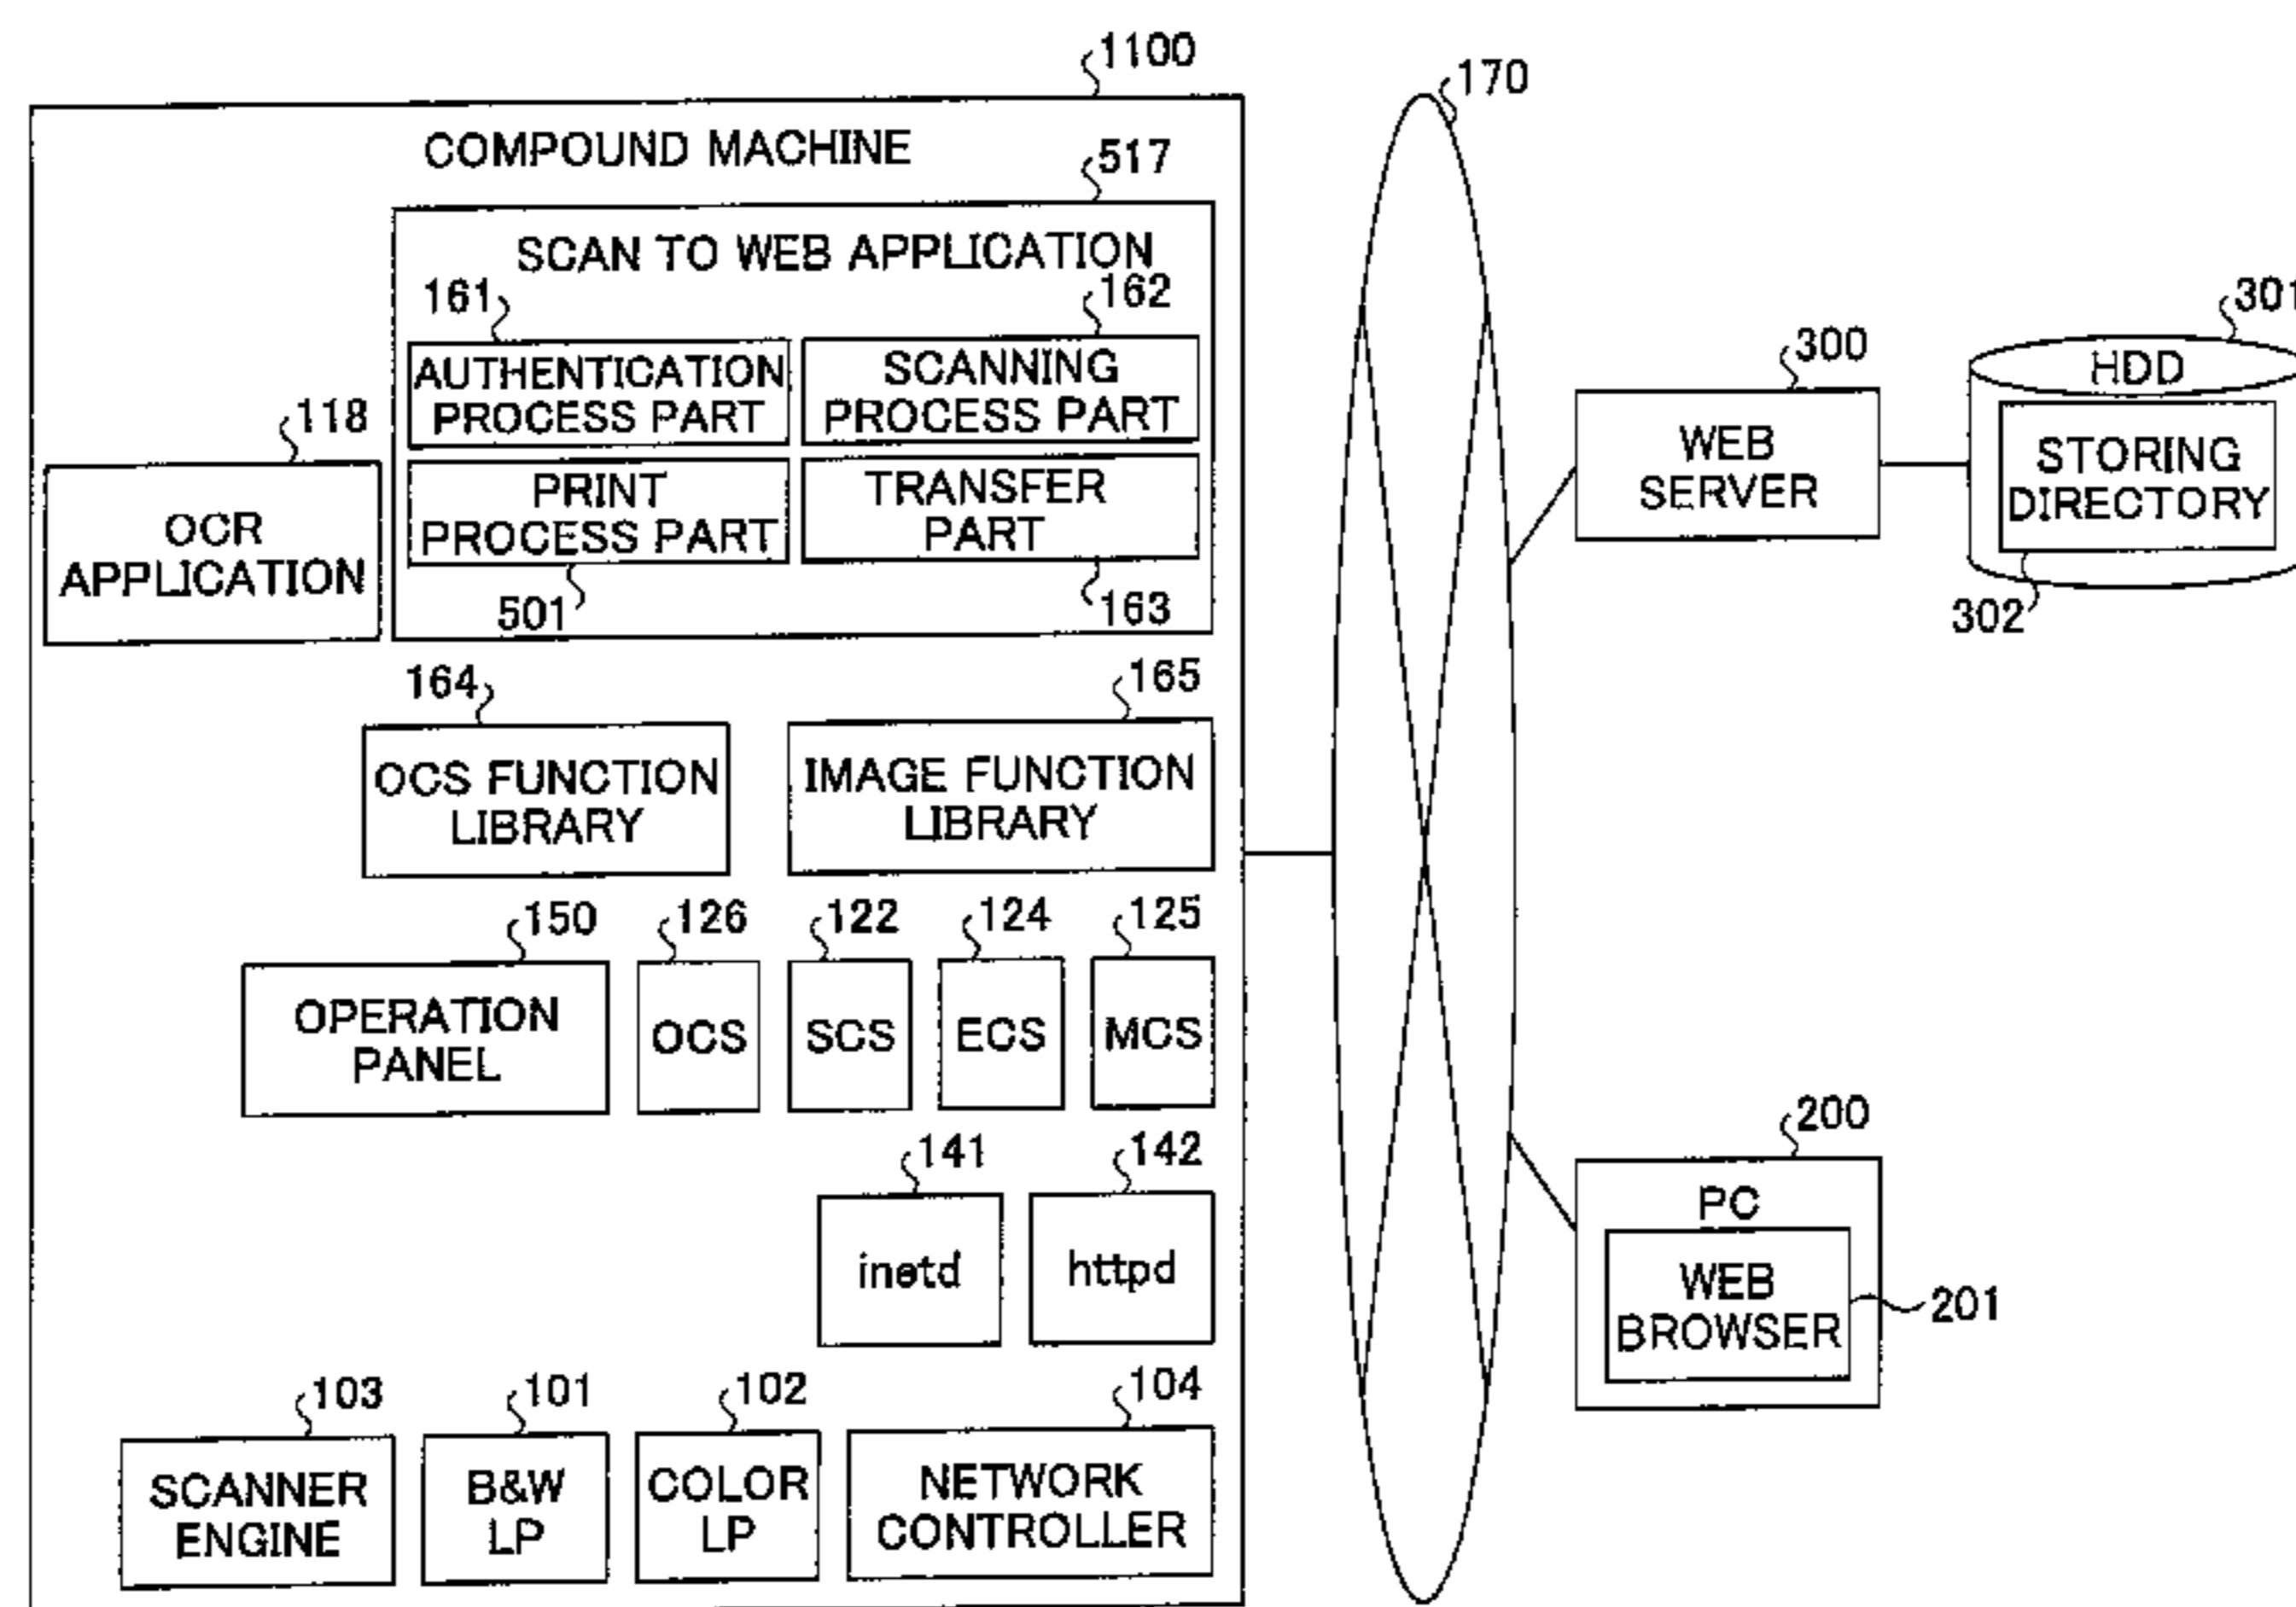 1100
170
COMPOUND MACHINE
517
SCAN TO WEB APPLICATION
161
162
AUTHENTICATION
PROCESS PART
SCANNING
PROCESS PART
118
OCR
APPLICATION
PRINT
PROCESS PART
TRANSFER
PART
501
163
301
300
HDD
WEB
SERVER
STORING
DIRECTORY
302
164
165
OCS FUNCTION
LIBRARY
IMAGE FUNCTION
LIBRARY
150
126
122
124
125
OPERATION
PANEL
OCS
SCS
ECS
MCS
141
142
inetd
httpd
200
PC
WEB
BROWSER
201
103
101
102
104
SCANNER
ENGINE
B&W
LP
COLOR
LP
NETWORK
CONTROLLER